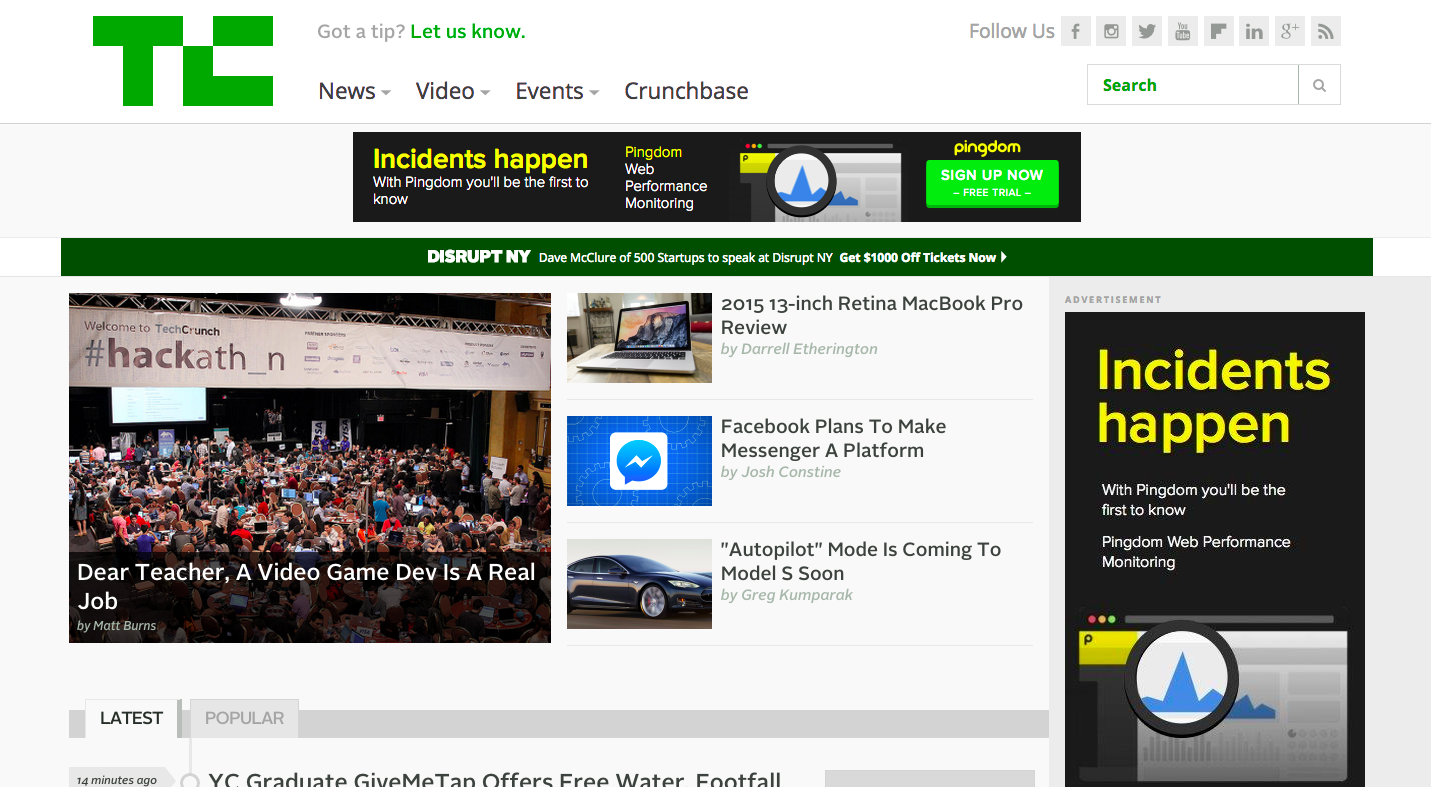 TC
Got a tip? Let us know.
Follow Us
News
Video
Events
Crunchbase
Search
Incidents happen
With Pingdom you'll be the first to
know
Pingdom
Web
Performance
Monitoring
pingdom
SIGN UP NOW
– FREE TRIAL –
DISRUPT NY Dave McClure of 500 Startups to speak at Disrupt NY Get $1000 Off Tickets Now
Welcome to TechCrunch
#hackath_n
PARTNER SPONSORS
VISA
Dear Teacher, A Video Game Dev Is A Real
Job
by Matt Burns
2015 13-inch Retina MacBook Pro
Review
by Darrell Etherington
Facebook Plans To Make
Messenger A Platform
by Josh Constine
"Autopilot" Mode Is Coming To
Model S Soon
by Greg Kumparak
ADVERTISEMENT
Incidents
happen
With Pingdom you'll be the
first to know
Pingdom Web Performance
Monitoring
LATEST
POPULAR
14 minutes ago
YC Graduate GiveMeTap Offers Free Water, Footfall